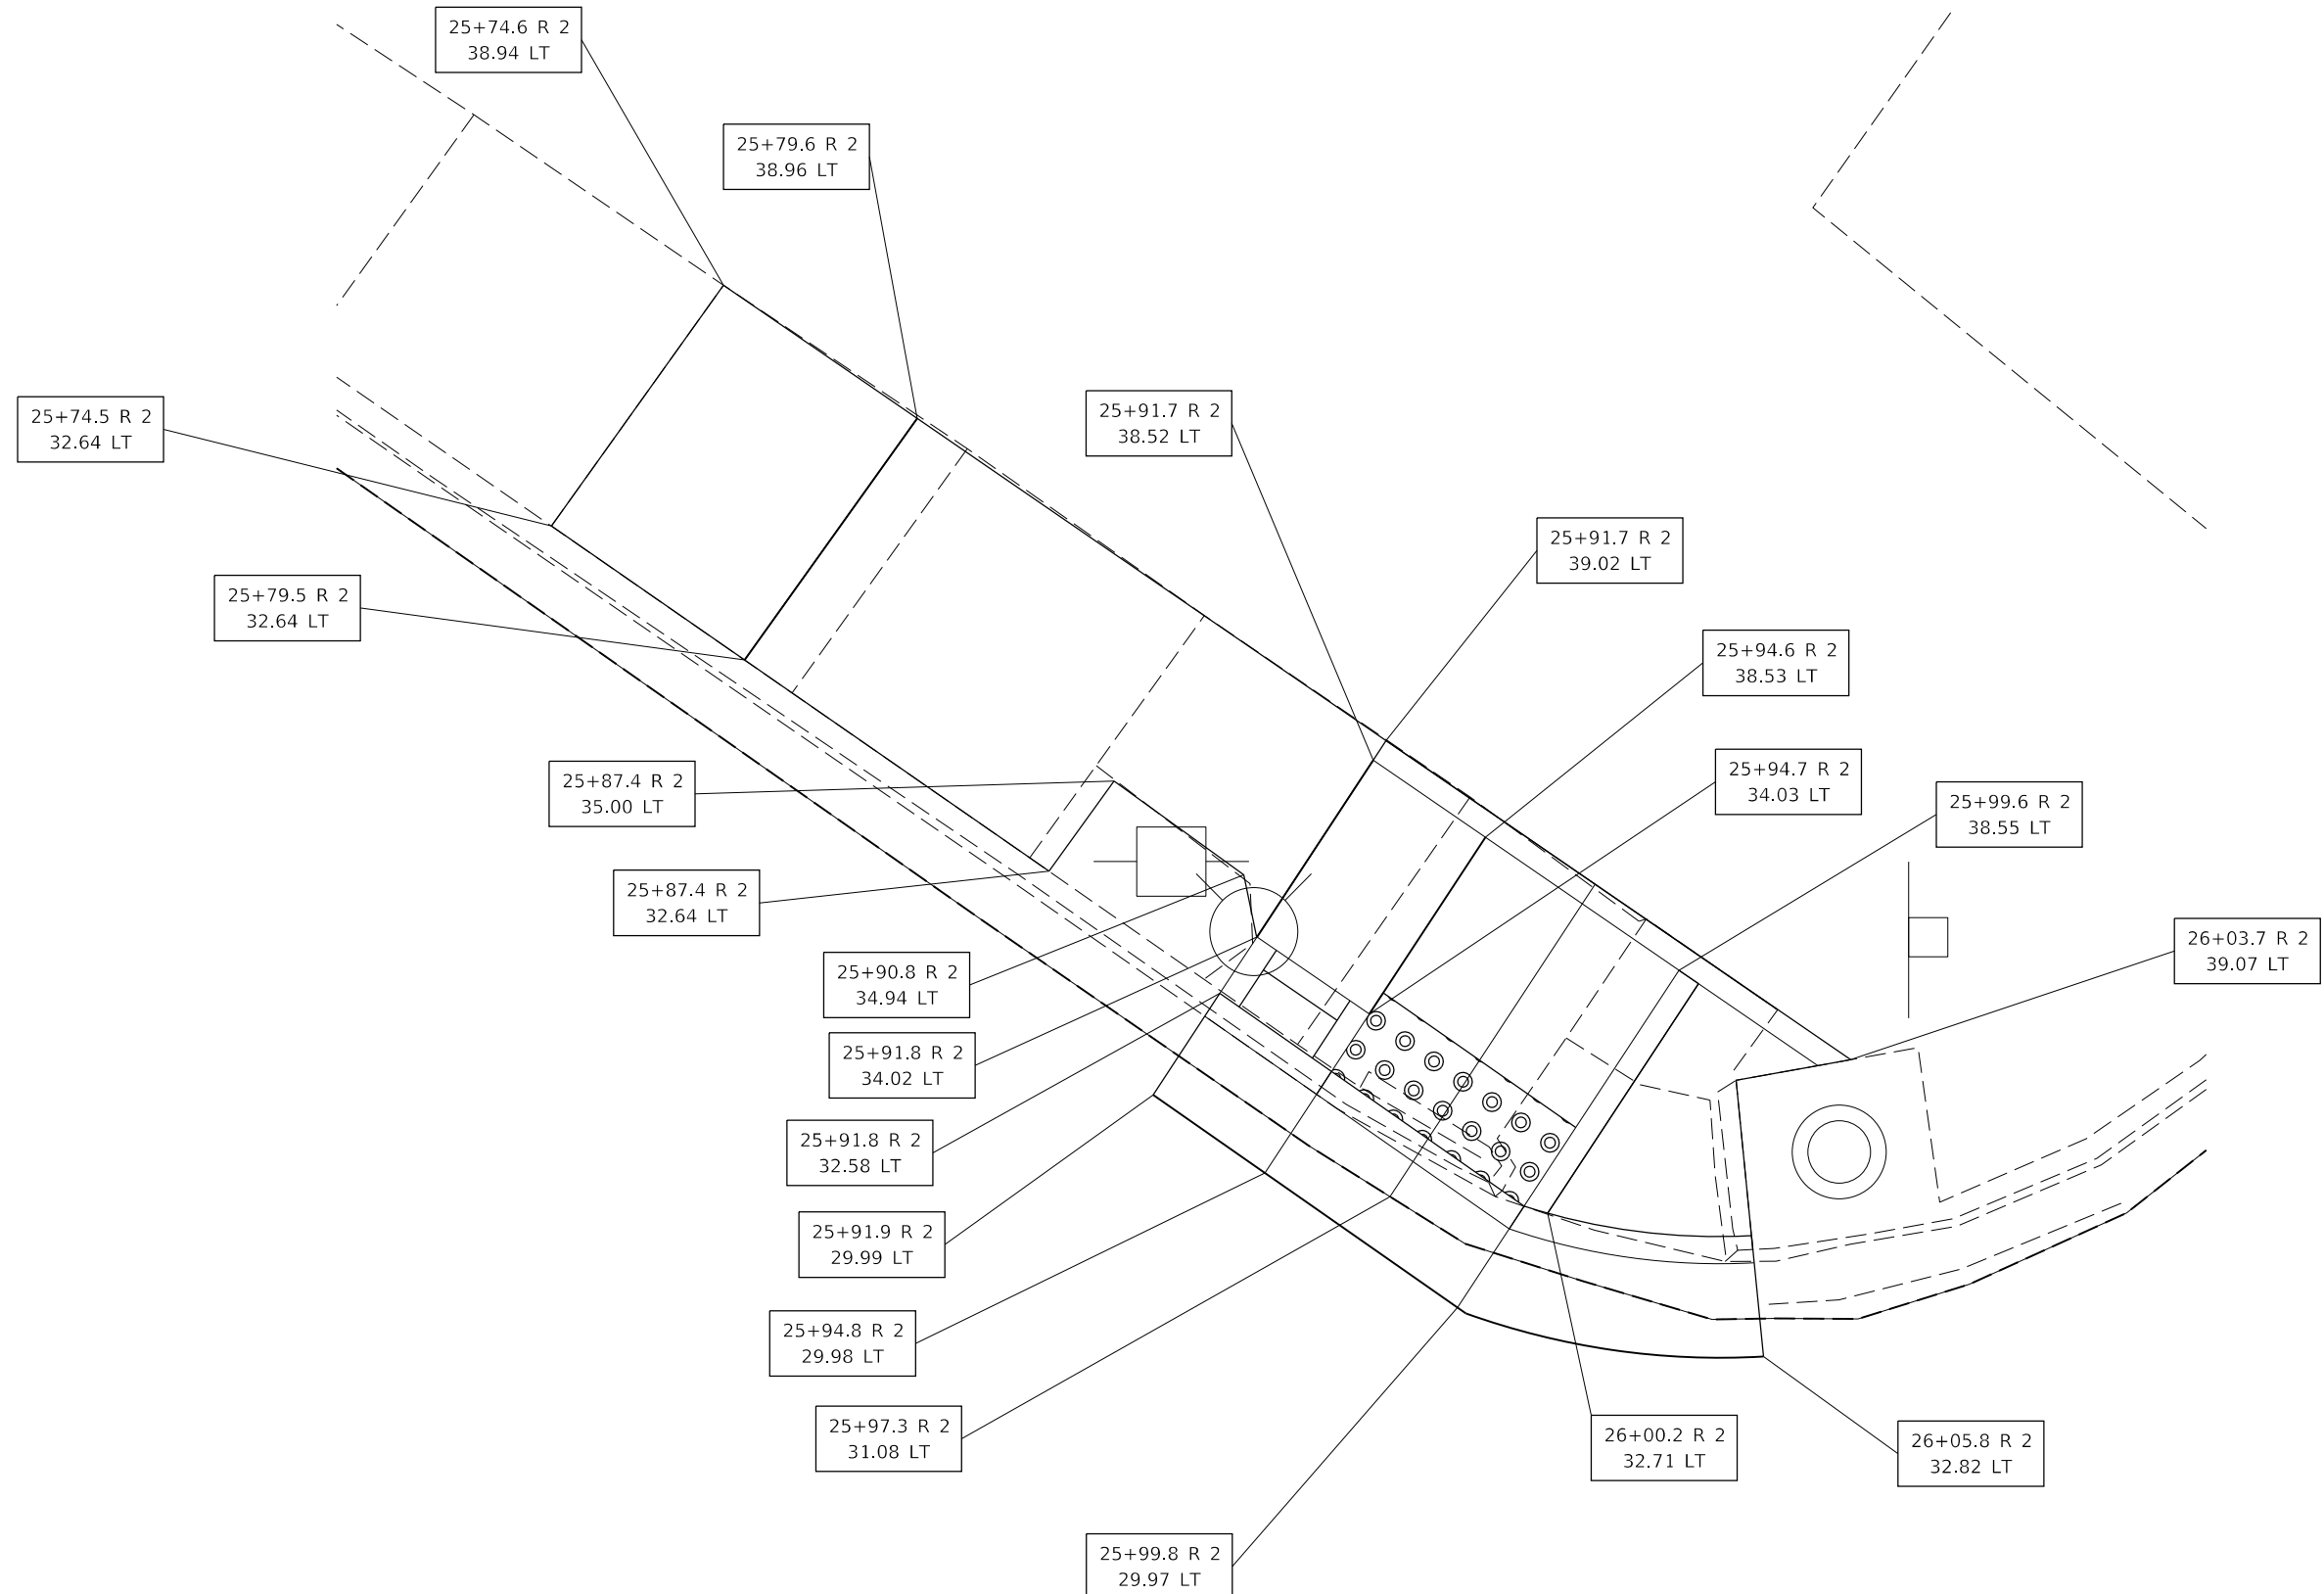 25+74.6 R 2
38.94 LT
25+79.6 R 2
38.96 LT
25+74.5 R 2
32.64 LT
25+91.7 R 2
38.52 LT
25+91.7 R 2
39.02 LT
25+79.5 R 2
32.64 LT
25+94.6 R 2
38.53 LT
25+94.7 R 2
34.03 LT
25+87.4 R 2
35.00 LT
25+99.6 R 2
38.55 LT
25+87.4 R 2
32.64 LT
26+03.7 R 2
39.07 LT
25+90.8 R 2
34.94 LT
25+91.8 R 2
34.02 LT
25+91.8 R 2
32.58 LT
25+91.9 R 2
29.99 LT
25+94.8 R 2
29.98 LT
25+97.3 R 2
31.08 LT
26+00.2 R 2
32.71 LT
26+05.8 R 2
32.82 LT
25+99.8 R 2
29.97 LT